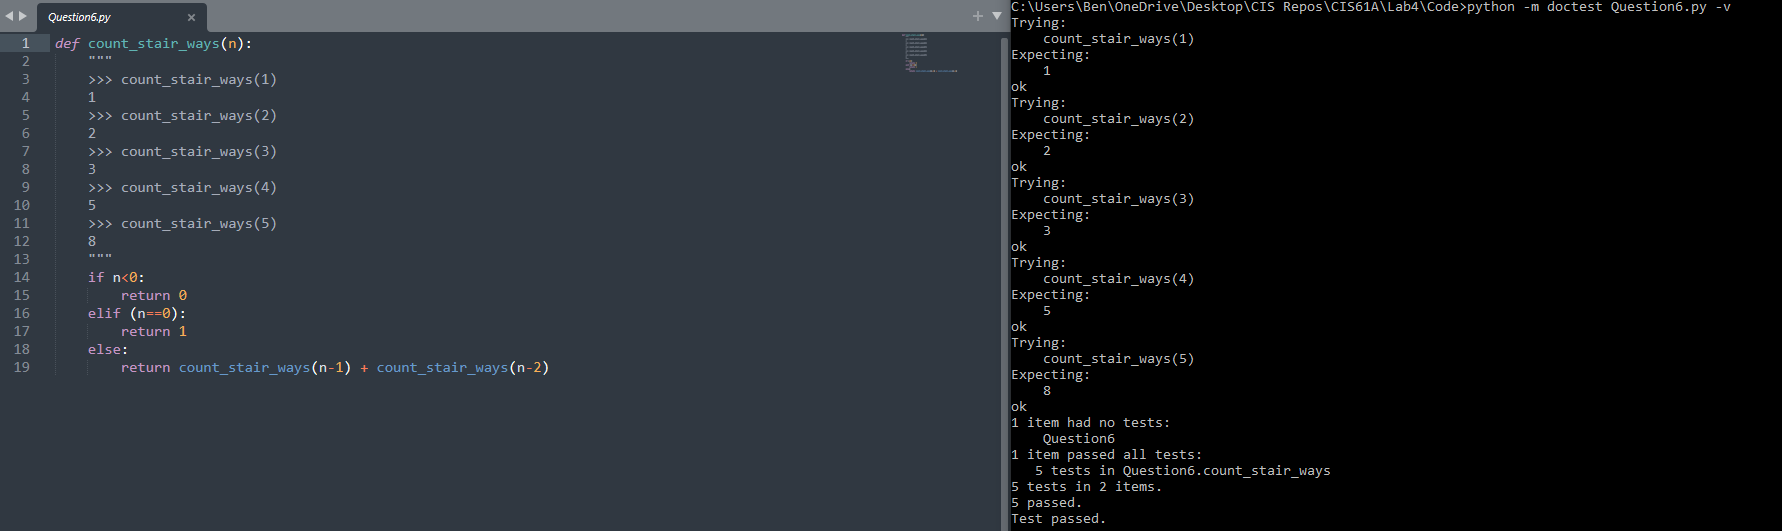 Question6.py
1 def count_stair_ways(n):
2 """
3 >>> count_stair_ways(1)
4 1
5 >>> count_stair_ways(2)
6 2
7 >>> count_stair_ways(3)
8 3
9 >>> count_stair_ways(4)
10 5
11 >>> count_stair_ways(5)
12 8
13 """
14 if n<0:
15 return 0
16 elif (n==0):
17 return 1
18 else:
19 return count_stair_ways(n-1) + count_stair_ways(n-2)
C:\Users\Ben\OneDrive\Desktop\CIS Repos\CIS61A\Lab4\Code>python -m doctest Question6.py -v
Trying:
count_stair_ways(1)
Expecting:
1
ok
Trying:
count_stair_ways(2)
Expecting:
2
ok
Trying:
count_stair_ways(3)
Expecting:
3
ok
Trying:
count_stair_ways(4)
Expecting:
5
ok
Trying:
count_stair_ways(5)
Expecting:
8
ok
1 item had no tests:
Question6
1 item passed all tests:
5 tests in Question6.count_stair_ways
5 tests in 2 items.
5 passed.
Test passed.